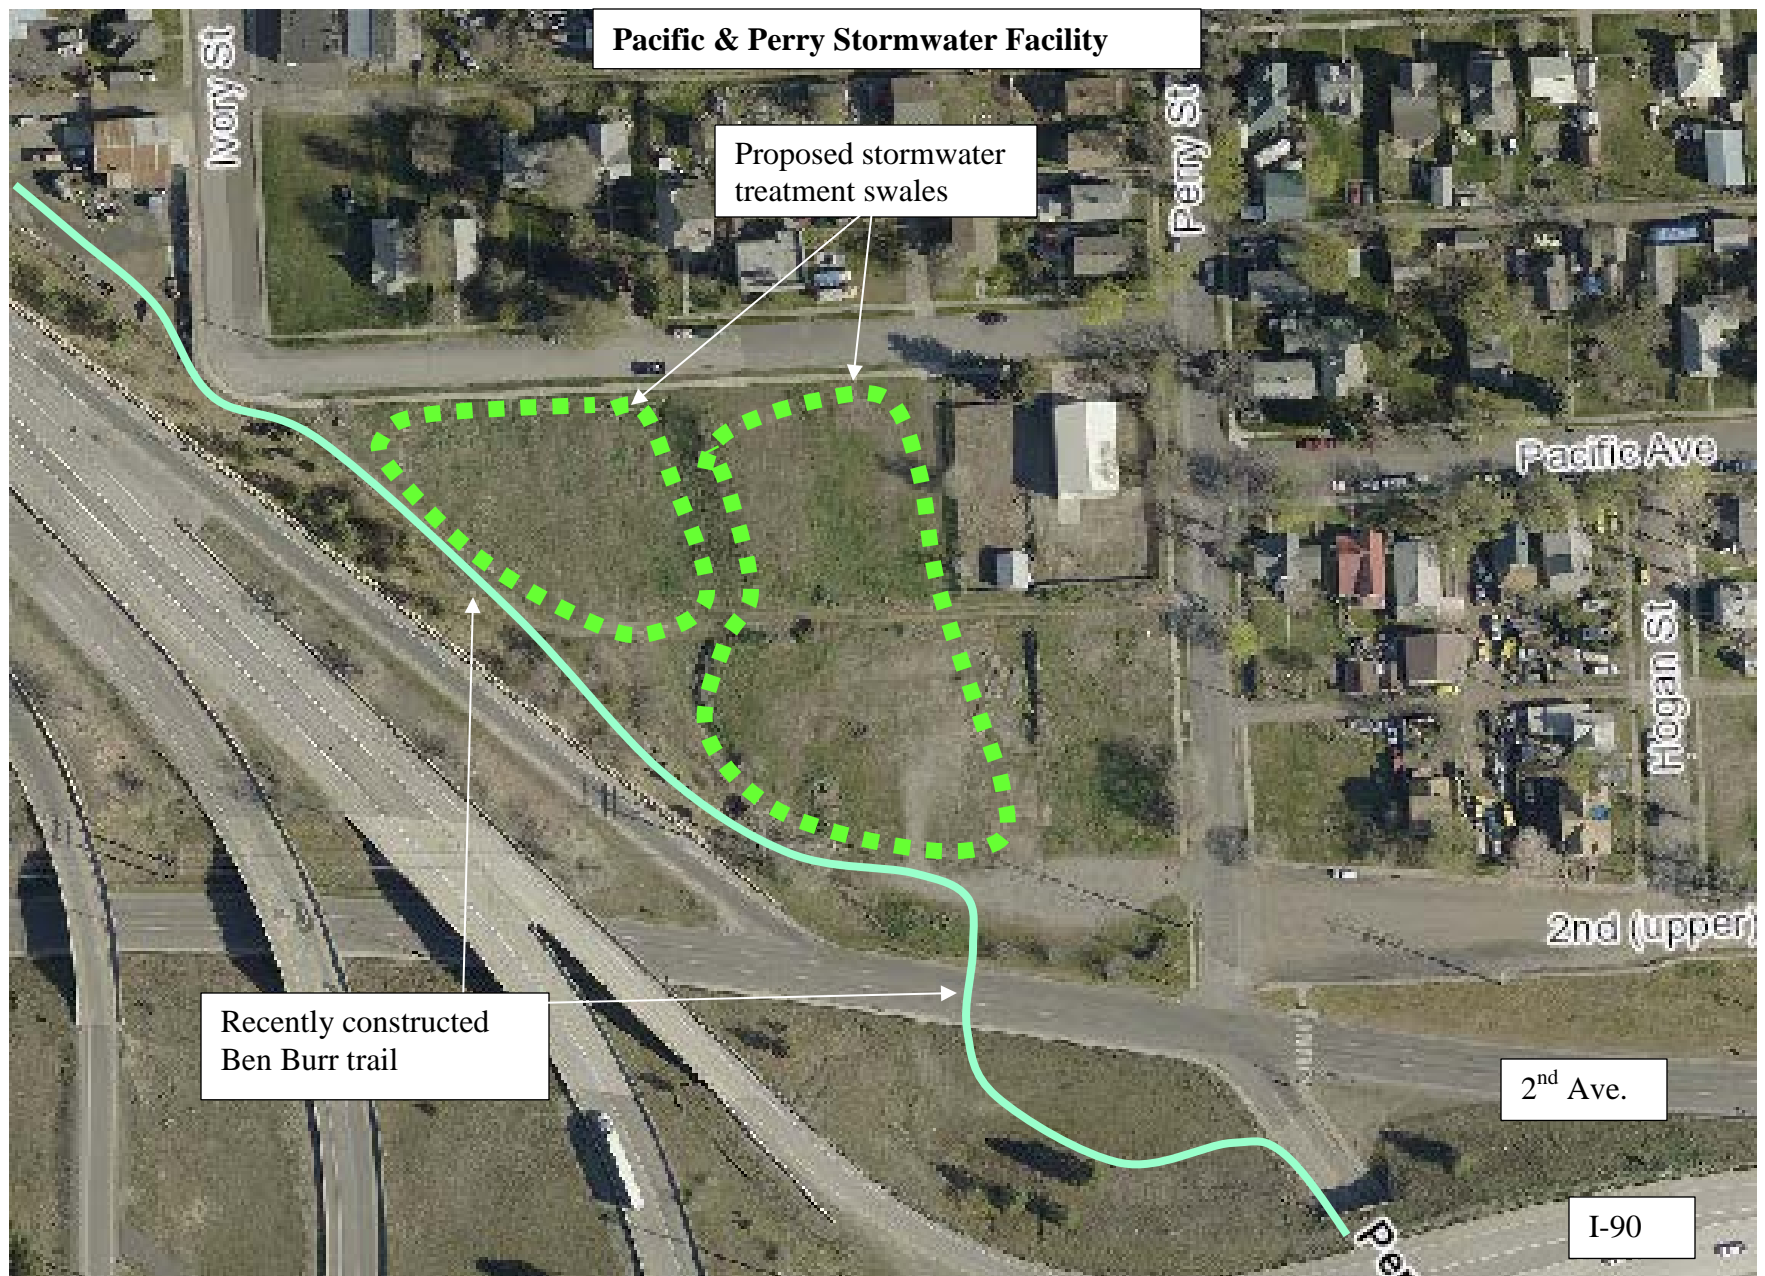 Pacific & Perry Stormwater Facility
Ivory St
Perry St
Proposed stormwater
treatment swales
Pacific Ave
Hogan St
2nd (upper)
Recently constructed
Ben Burr trail
2nd Ave.
I-90
Per